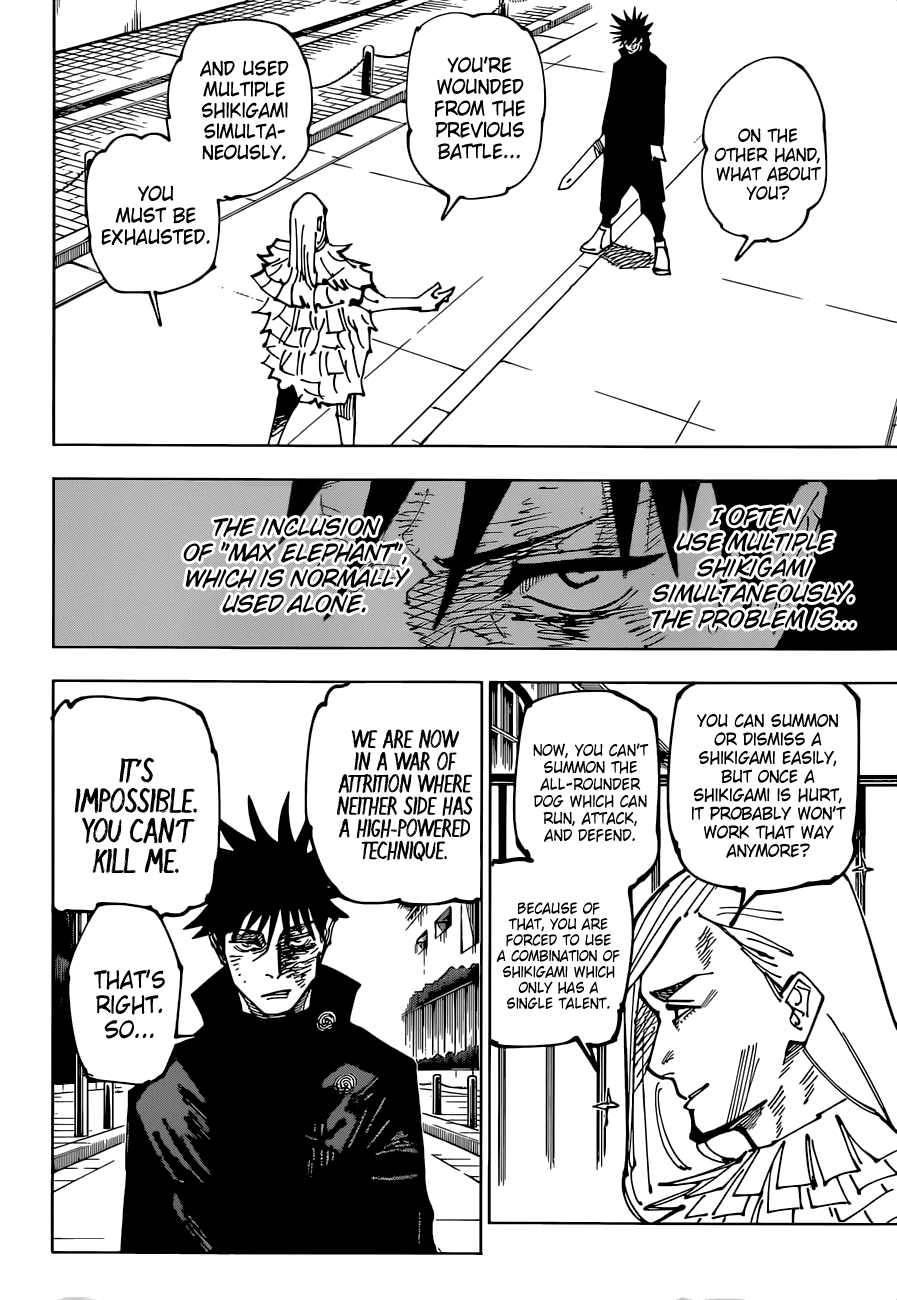 ON THE
OTHER HAND,
WHAT ABOUT
YOU?
YOU'RE
WOUNDED
FROM THE
PREVIOUS
BATTLE...
AND USED
MULTIPLE
SHIKIGAMI
SIMULTA-
NEOUSLY.
YOU
MUST BE
EXHAUSTED.
I OFTEN
USE MULTIPLE
SHIKIGAMI
SIMULTANEOUSLY.
THE PROBLEM IS...
THE INCLUSION
OF "MAX ELEPHANT",
WHICH IS NORMALLY
USED ALONE.
YOU CAN SUMMON
OR DISMISS A
SHIKIGAMI EASILY,
BUT ONCE A
SHIKIGAMI IS HURT,
IT PROBABLY WON'T
WORK THAT WAY
ANYMORE?
NOW, YOU CAN'T
SUMMON THE
ALL-ROUNDER
DOG WHICH CAN
RUN, ATTACK,
AND DEFEND.
BECAUSE OF
THAT, YOU ARE
FORCED TO USE
A COMBINATION OF
SHIKIGAMI WHICH
ONLY HAS A
SINGLE TALENT.
WE ARE NOW
IN A WAR OF
ATTRITION WHERE
NEITHER SIDE HAS
A HIGH-POWERED
TECHNIQUE.
IT'S
IMPOSSIBLE.
YOU CAN'T
KILL ME.
THAT'S
RIGHT.
SO...